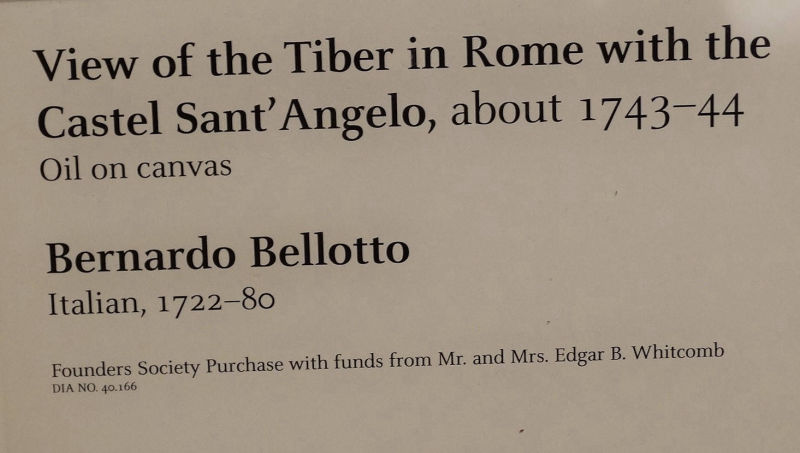 View of the Tiber in Rome with the
Castel Sant’Angelo, about 1743–44
Oil on canvas
Bernardo Bellotto
Italian, 1722–80
Founders Society Purchase with funds from Mr. and Mrs. Edgar B. Whitcomb
DIA NO. 40.166